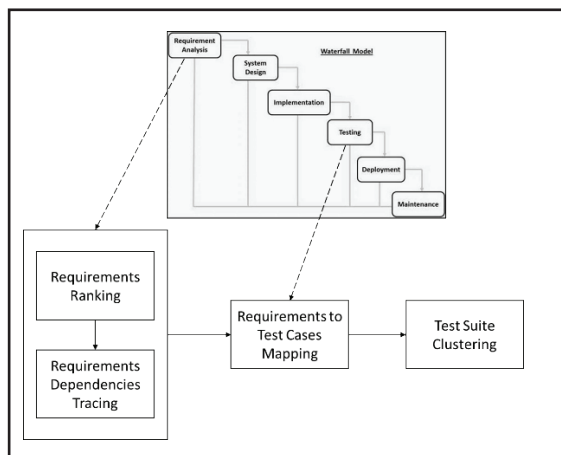 Requirement
Analysis
Waterfall Model
System
Design
Implementation
Testing
Deployment
Maintenance
Requirements
Ranking
Requirements
Dependencies
Tracing
Requirements to
Test Cases
Mapping
Test Suite
Clustering